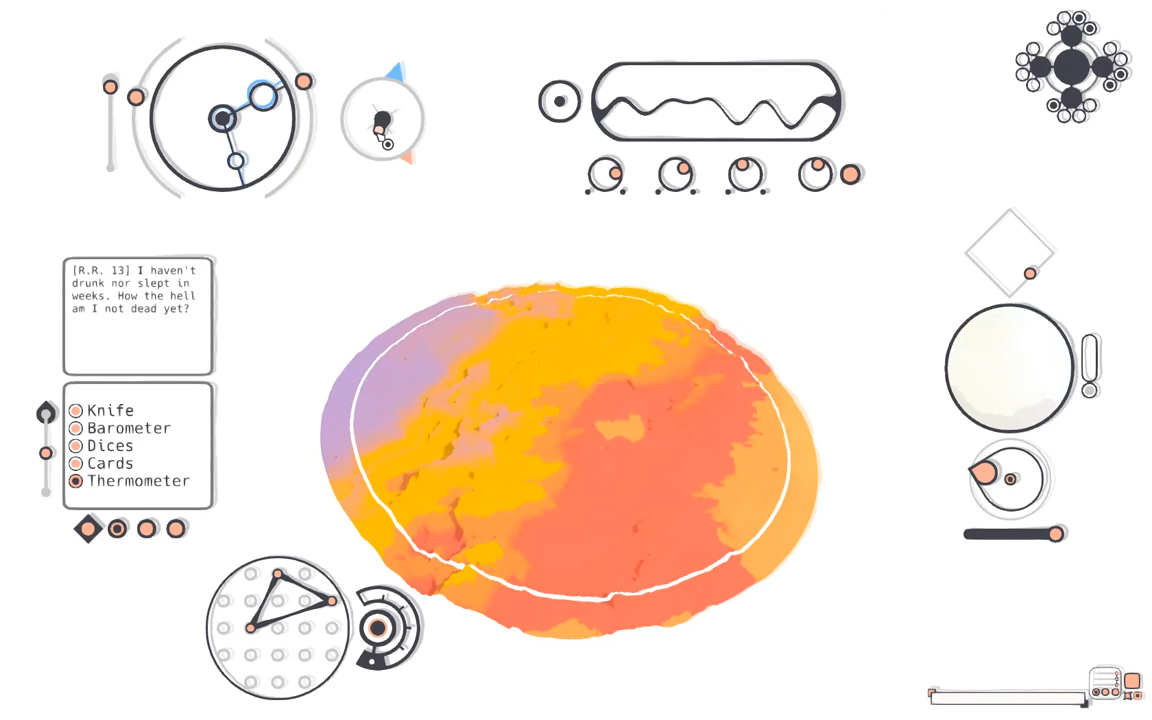 [R.R. 13] I haven't
drunk nor slept in
weeks. How the hell
am I not dead yet?
Knife
Barometer
Dices
Cards
Thermometer